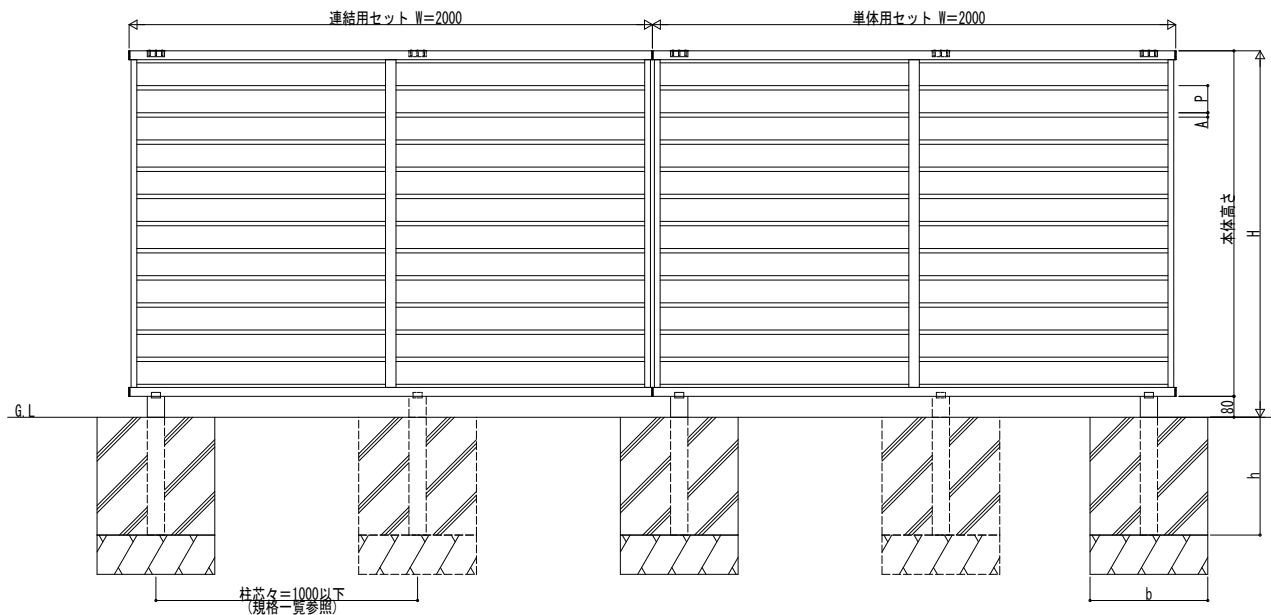 連結用セット W=2000
単体用セット W=2000
P
A
本体高さ
H
G.L
80
h
柱芯々=1000以下
(規格一覧参照)
b